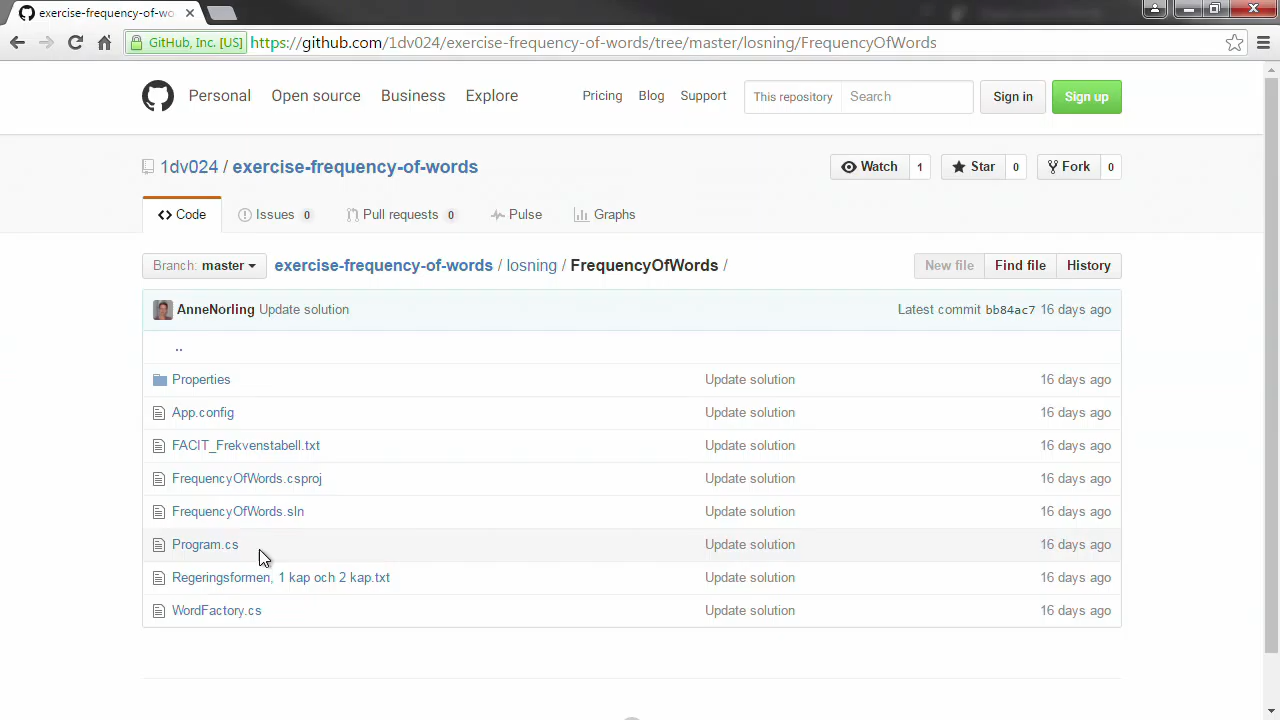 exercise-frequency-of-wo
GitHub, Inc. [US] https://github.com/1dv024/exercise-frequency-of-words/tree/master/losning/FrequencyOfWords
Personal Open source Business Explore Pricing Blog Support This repository Search Sign in Sign up
1dv024 / exercise-frequency-of-words Watch 1 Star 0 Fork 0
Code Issues 0 Pull requests 0 Pulse Graphs
Branch: master exercise-frequency-of-words / losning / FrequencyOfWords / New file Find file History
AnneNorling Update solution Latest commit bb84ac7 16 days ago
..
Properties Update solution 16 days ago
App.config Update solution 16 days ago
FACIT_Frekvenstabell.txt Update solution 16 days ago
FrequencyOfWords.csproj Update solution 16 days ago
FrequencyOfWords.sln Update solution 16 days ago
Program.cs Update solution 16 days ago
Regeringsformen, 1 kap och 2 kap.txt Update solution 16 days ago
WordFactory.cs Update solution 16 days ago